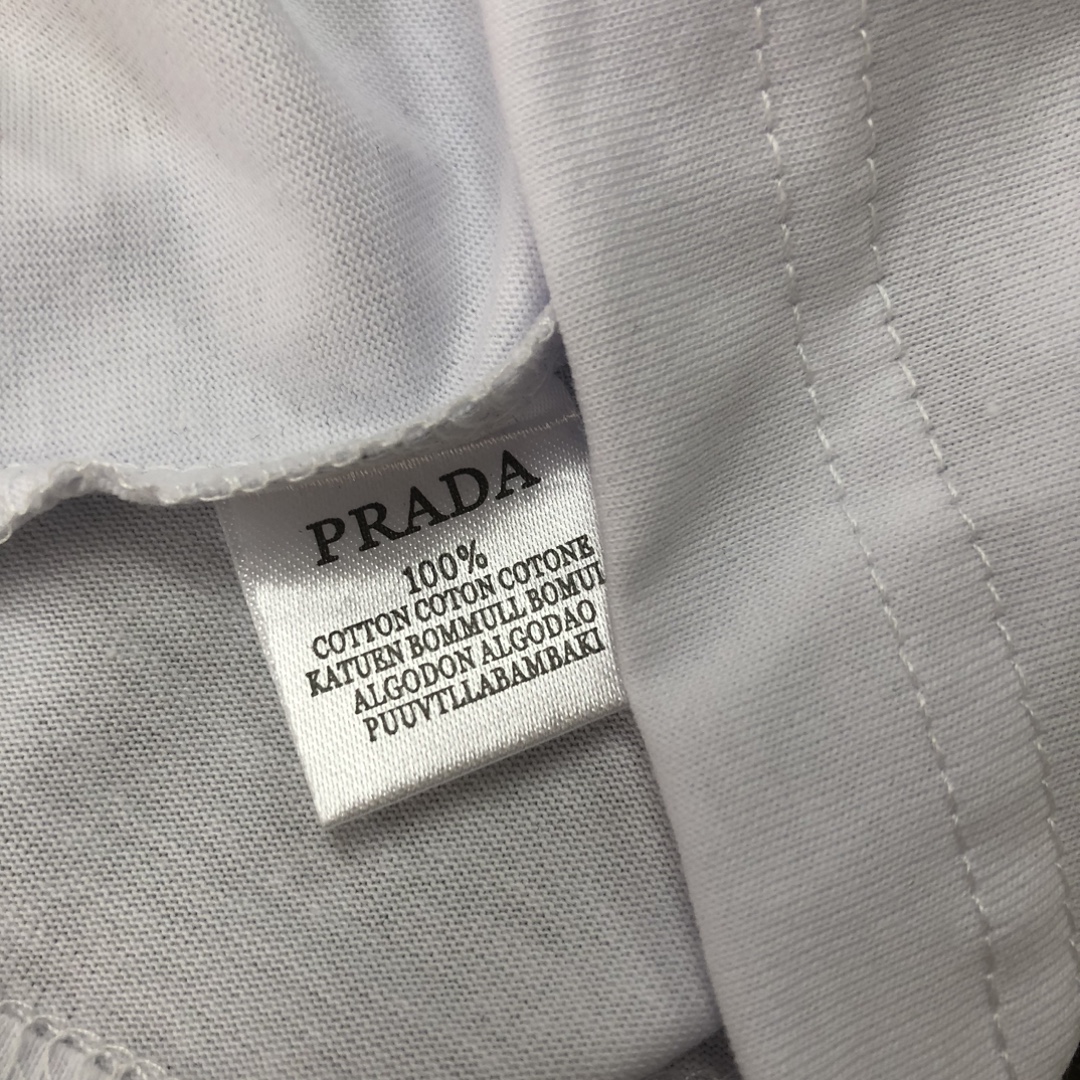 PRADA
100%
COTTON COTON COTONE
KATUEN BOMMULL BOMUL
ALGODON ALGODAO
PUUVTLLABAMBAKI